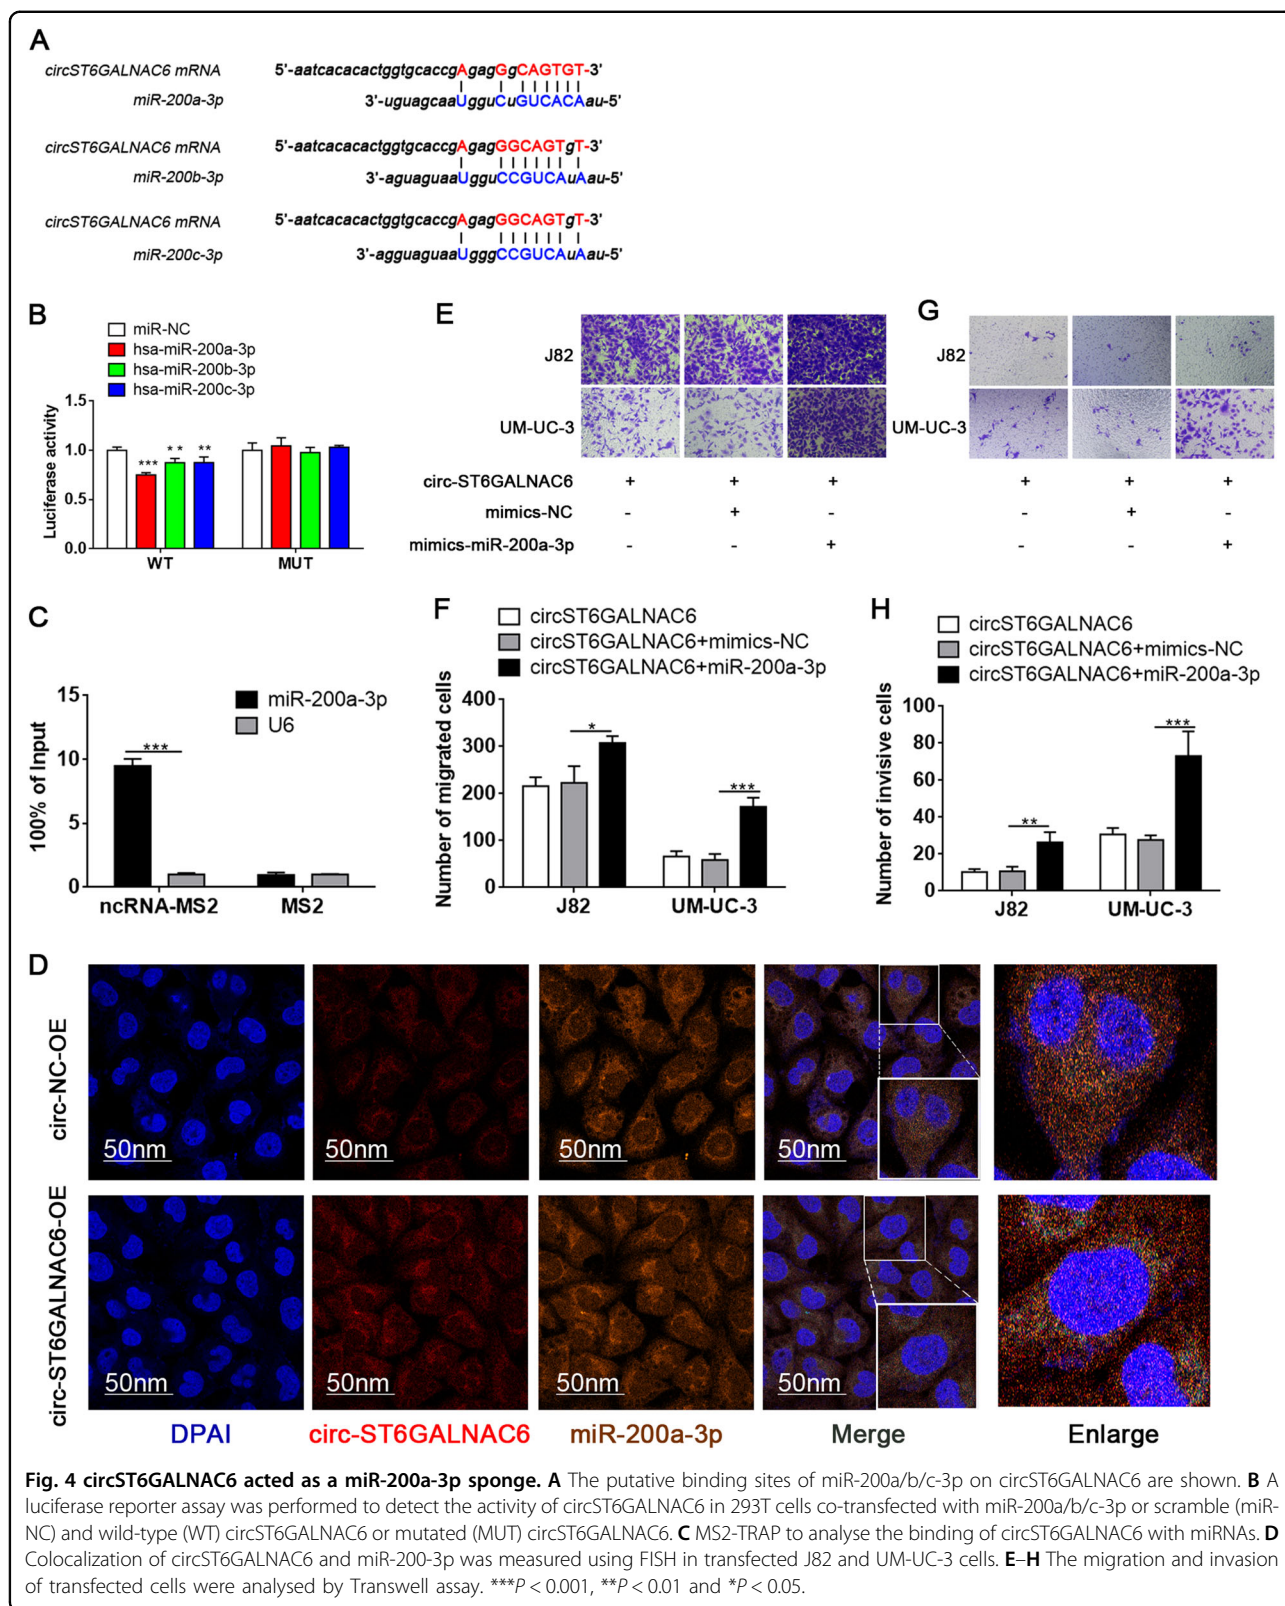 A
circST6GALNAC6 mRNA 5'-aatcacacactggtgcaccgAgagGgCAGTGT-3'
miR-200a-3p 3'-uguagcaaUgguCuGUCACAau-5'
circST6GALNAC6 mRNA 5'-aatcacacactggtgcaccgAgagGGCAGTgT-3'
miR-200b-3p 3'-aguaguaaUgguCCGUCAuAau-5'
circST6GALNAC6 mRNA 5'-aatcacacactggtgcaccgAgagGGCAGTgT-3'
miR-200c-3p 3'-agguaguaaUgggCCGUCAuAau-5'
B
miR-NC
hsa-miR-200a-3p
hsa-miR-200b-3p
hsa-miR-200c-3p
Luciferase activity
1.5
1.0
0.5
0.0
*** ** **
WT MUT
E
J82
UM-UC-3
circ-ST6GALNAC6 + + +
mimics-NC - + -
mimics-miR-200a-3p - - +
G
J82
UM-UC-3
+ + +
- + -
- - +
C
miR-200a-3p
U6
100% of Input
15
10
5
0
***
ncRNA-MS2 MS2
F
circST6GALNAC6
circST6GALNAC6+mimics-NC
circST6GALNAC6+miR-200a-3p
Number of migrated cells
400
300
200
100
0
*
***
J82 UM-UC-3
H
circST6GALNAC6
circST6GALNAC6+mimics-NC
circST6GALNAC6+miR-200a-3p
Number of invisive cells
100
80
60
40
20
0
**
***
J82 UM-UC-3
D
circ-NC-OE
50nm 50nm 50nm 50nm
circ-ST6GALNAC6-OE
50nm 50nm 50nm 50nm
DPAI circ-ST6GALNAC6 miR-200a-3p Merge Enlarge
Fig. 4 circST6GALNAC6 acted as a miR-200a-3p sponge. A The putative binding sites of miR-200a/b/c-3p on circST6GALNAC6 are shown. B A
luciferase reporter assay was performed to detect the activity of circST6GALNAC6 in 293T cells co-transfected with miR-200a/b/c-3p or scramble (miR-
NC) and wild-type (WT) circST6GALNAC6 or mutated (MUT) circST6GALNAC6. C MS2-TRAP to analyse the binding of circST6GALNAC6 with miRNAs. D
Colocalization of circST6GALNAC6 and miR-200-3p was measured using FISH in transfected J82 and UM-UC-3 cells. E–H The migration and invasion
of transfected cells were analysed by Transwell assay. ***P < 0.001, **P < 0.01 and *P < 0.05.